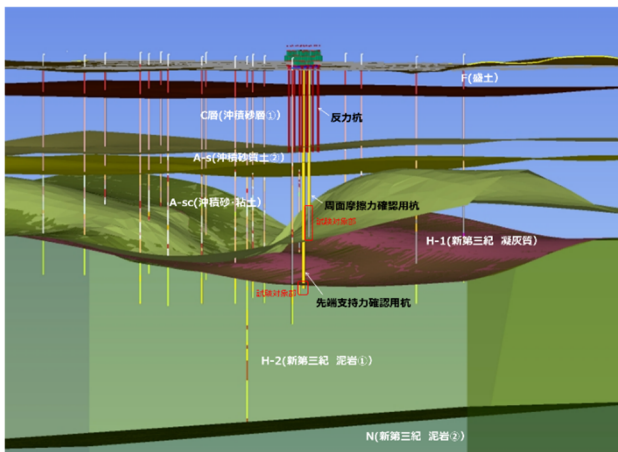 F(盛土)
C層(沖積砂層①)
反力杭
A-s(沖積砂質土②)
A-sc(沖積砂・粘土)
周面摩擦力確認用杭
試験対象部
H-1(新第三紀 凝灰質)
試験対象部
先端支持力確認用杭
H-2(新第三紀 泥岩①)
N(新第三紀 泥岩②)